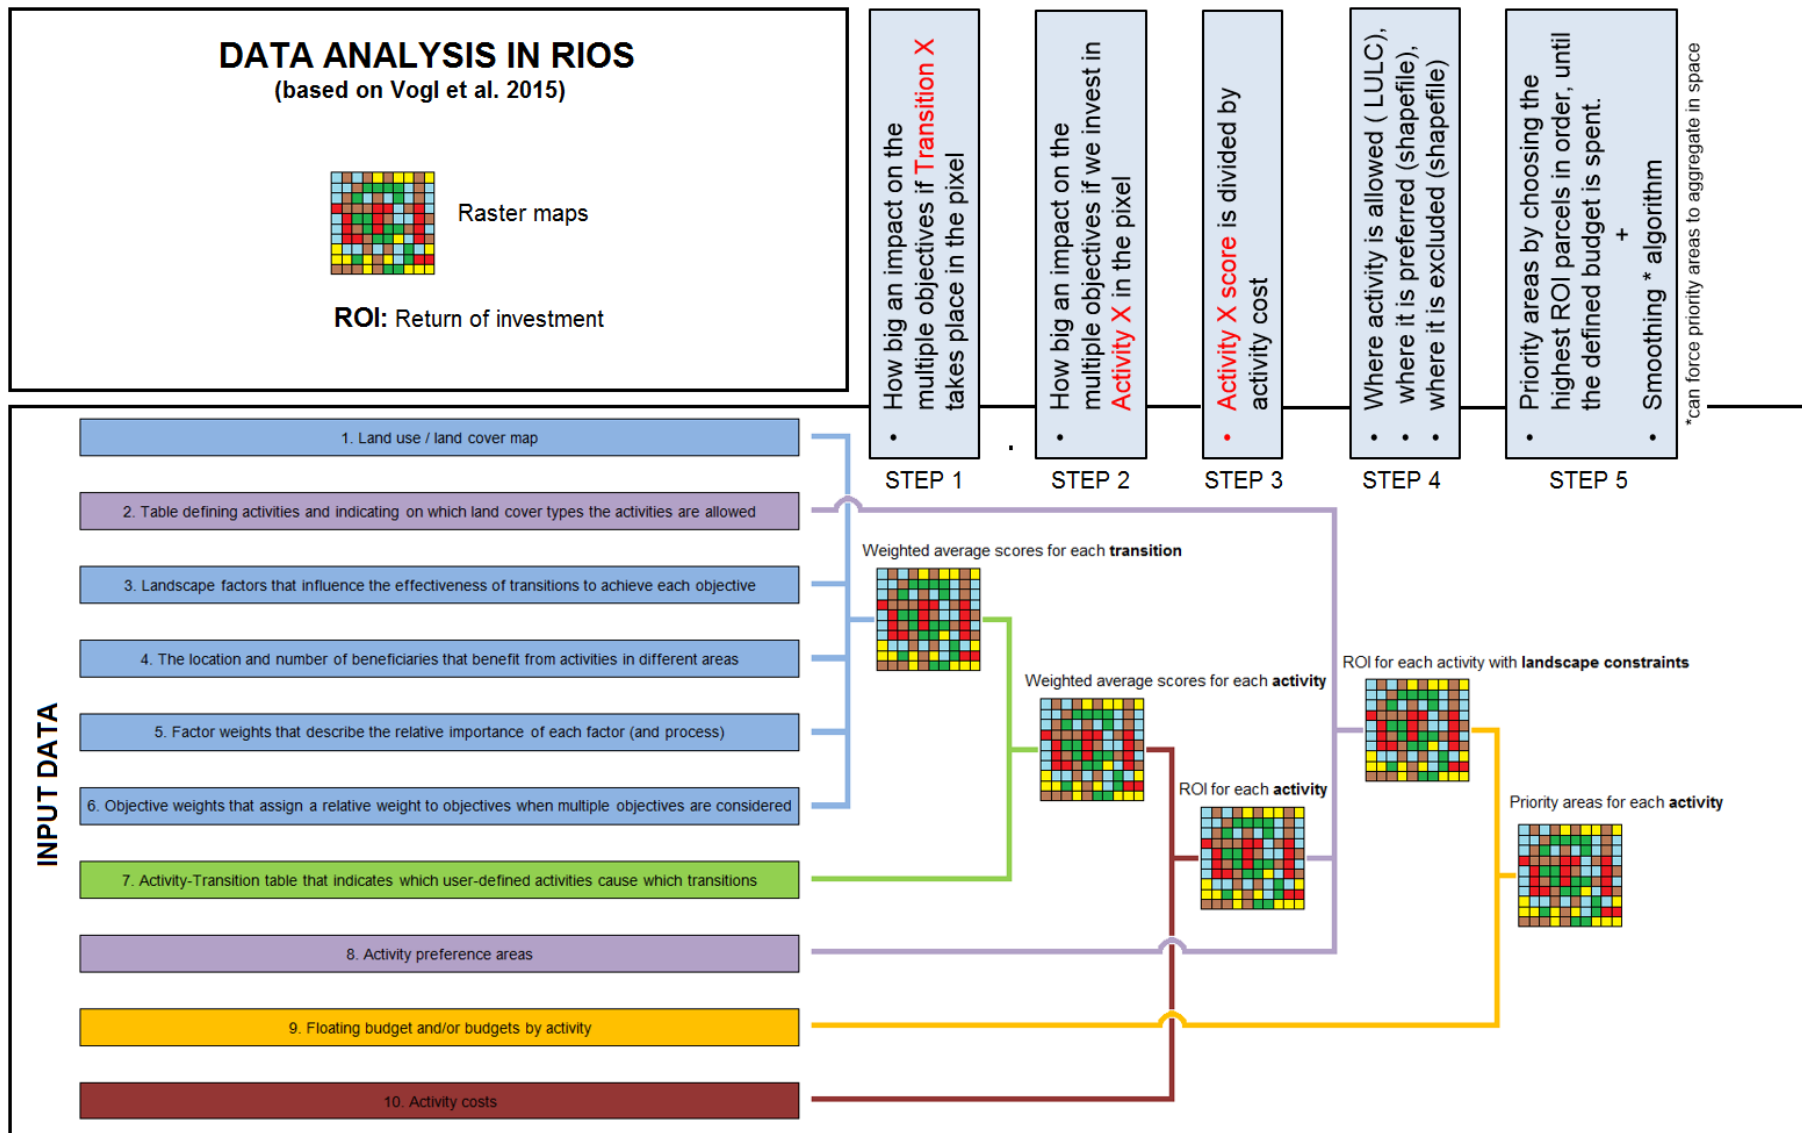 DATA ANALYSIS IN RIOS
(based on Vogl et al. 2015)
Raster maps
ROI: Return of investment
• How big an impact on the
multiple objectives if Transition X
takes place in the pixel
STEP 1
.
• How big an impact on the
multiple objectives if we invest in
Activity X in the pixel
STEP 2
• Activity X score is divided by
activity cost
STEP 3
• Where activity is allowed ( LULC),
• where it is preferred (shapefile),
• where it is excluded (shapefile)
STEP 4
• Priority areas by choosing the
highest ROI parcels in order, until
the defined budget is spent.
+
• Smoothing * algorithm
STEP 5
*can force priority areas to aggregate in space
INPUT DATA
1. Land use / land cover map
2. Table defining activities and indicating on which land cover types the activities are allowed
3. Landscape factors that influence the effectiveness of transitions to achieve each objective
4. The location and number of beneficiaries that benefit from activities in different areas
5. Factor weights that describe the relative importance of each factor (and process)
6. Objective weights that assign a relative weight to objectives when multiple objectives are considered
7. Activity-Transition table that indicates which user-defined activities cause which transitions
8. Activity preference areas
9. Floating budget and/or budgets by activity
10. Activity costs
Weighted average scores for each transition
Weighted average scores for each activity
ROI for each activity
ROI for each activity with landscape constraints
Priority areas for each activity